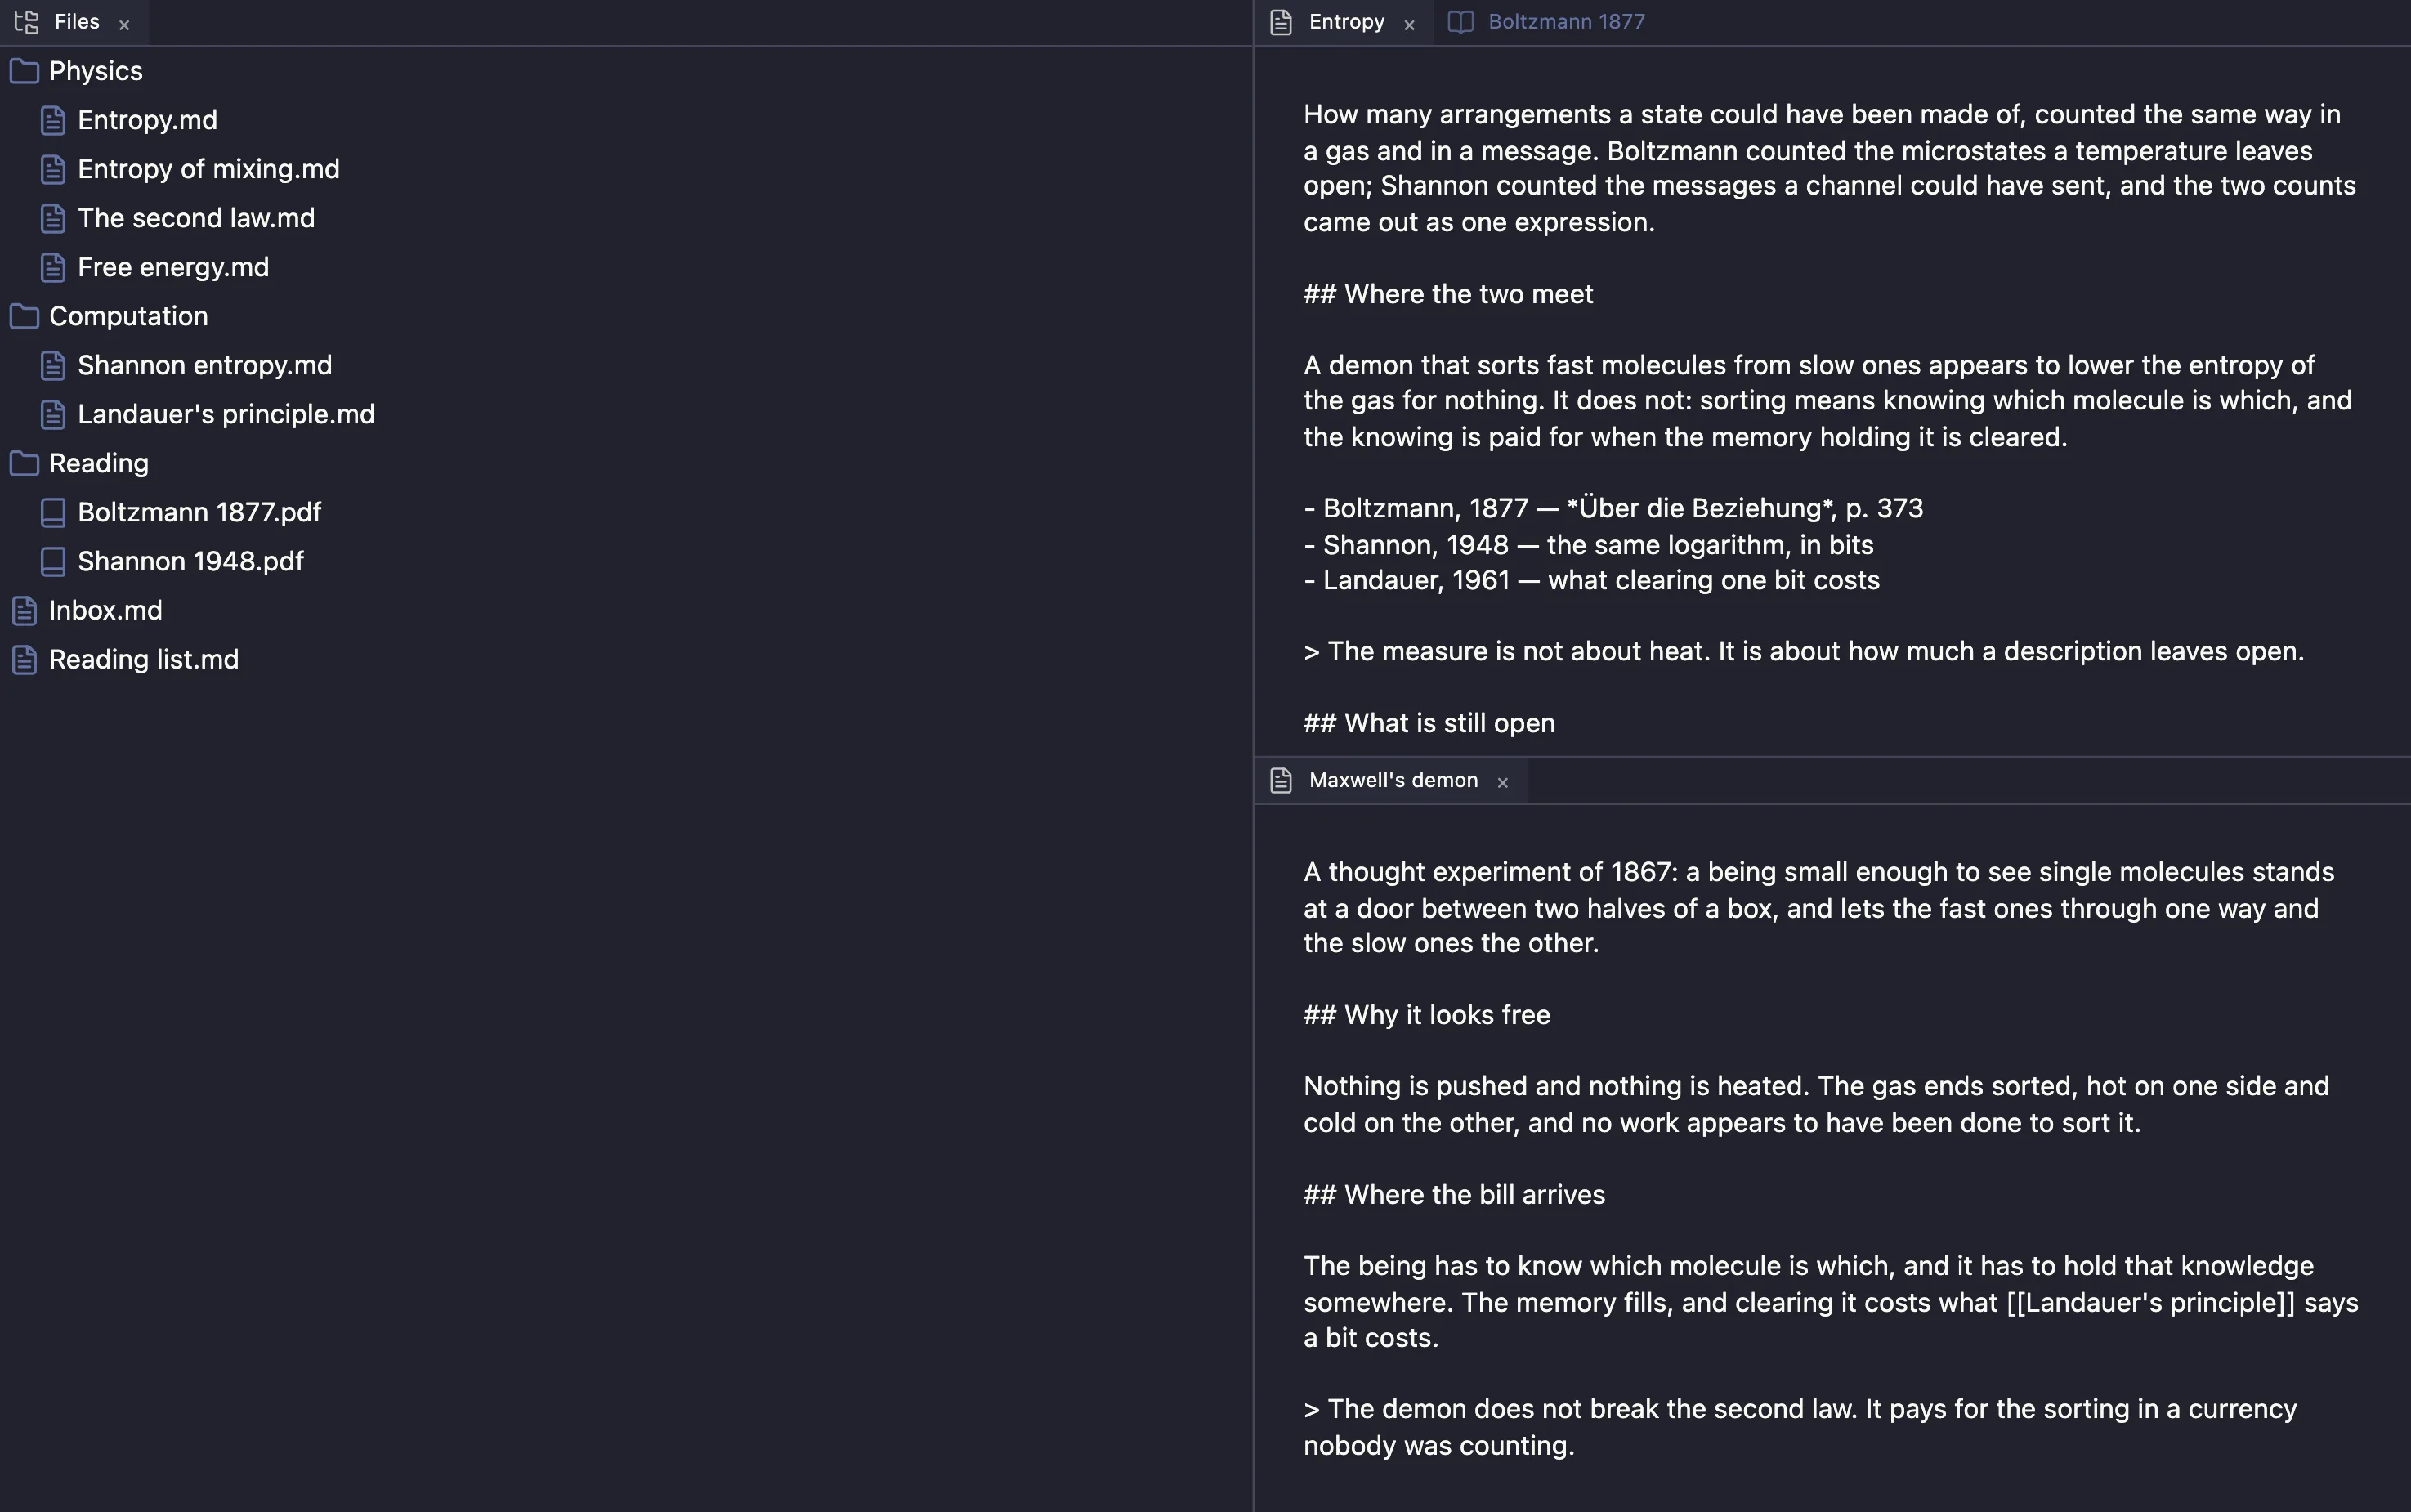 Files
Physics
Entropy.md
Entropy of mixing.md
The second law.md
Free energy.md
Computation
Shannon entropy.md
Landauer's principle.md
Reading
Boltzmann 1877.pdf
Shannon 1948.pdf
Inbox.md
Reading list.md
Entropy
Boltzmann 1877
How many arrangements a state could have been made of, counted the same way in
a gas and in a message. Boltzmann counted the microstates a temperature leaves
open; Shannon counted the messages a channel could have sent, and the two counts
came out as one expression.
## Where the two meet
A demon that sorts fast molecules from slow ones appears to lower the entropy of
the gas for nothing. It does not: sorting means knowing which molecule is which, and
the knowing is paid for when the memory holding it is cleared.
- Boltzmann, 1877 — *Über die Beziehung*, p. 373
- Shannon, 1948 — the same logarithm, in bits
- Landauer, 1961 — what clearing one bit costs
> The measure is not about heat. It is about how much a description leaves open.
## What is still open
Maxwell's demon
A thought experiment of 1867: a being small enough to see single molecules stands
at a door between two halves of a box, and lets the fast ones through one way and
the slow ones the other.
## Why it looks free
Nothing is pushed and nothing is heated. The gas ends sorted, hot on one side and
cold on the other, and no work appears to have been done to sort it.
## Where the bill arrives
The being has to know which molecule is which, and it has to hold that knowledge
somewhere. The memory fills, and clearing it costs what [[Landauer's principle]] says
a bit costs.
> The demon does not break the second law. It pays for the sorting in a currency
nobody was counting.